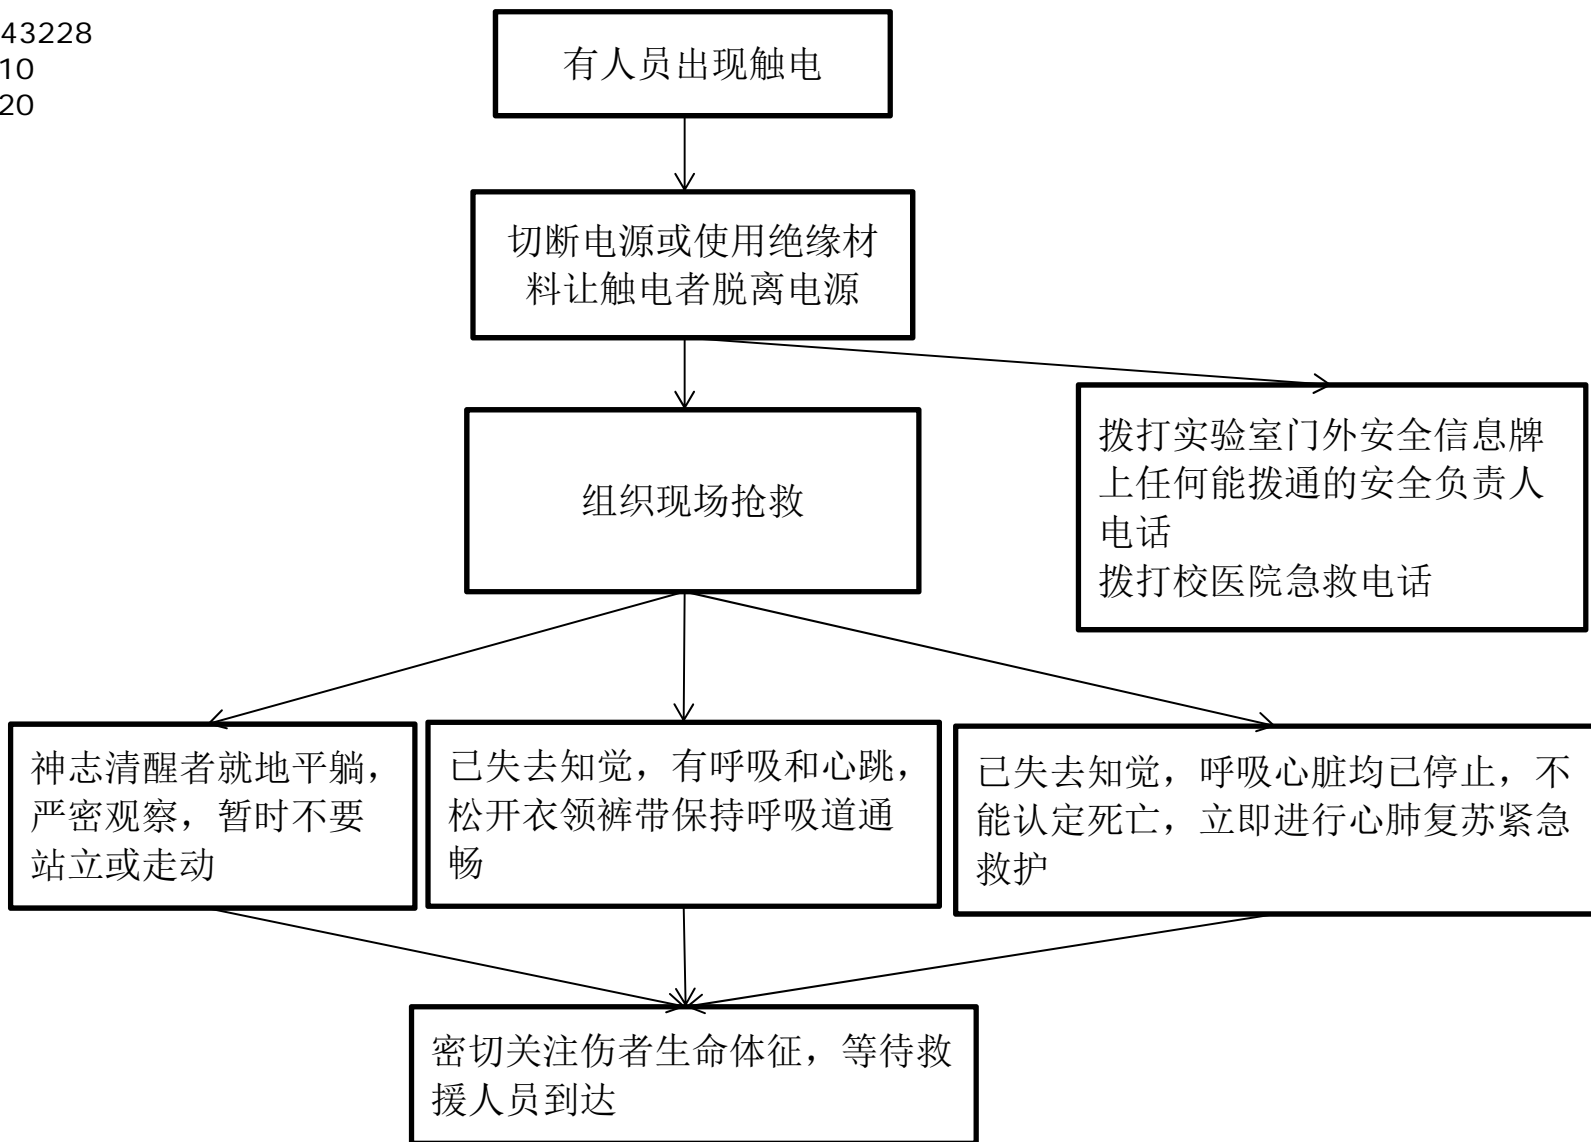 43228
10
20
有人员出现触电
切断电源或使用绝缘材
料让触电者脱离电源
组织现场抢救
拨打实验室门外安全信息牌
上任何能拨通的安全负责人
电话
拨打校医院急救电话
神志清醒者就地平躺，
严密观察，暂时不要
站立或走动
已失去知觉，有呼吸和心跳，
松开衣领裤带保持呼吸道通
畅
已失去知觉，呼吸心脏均已停止，不
能认定死亡，立即进行心肺复苏紧急
救护
密切关注伤者生命体征，等待救
援人员到达